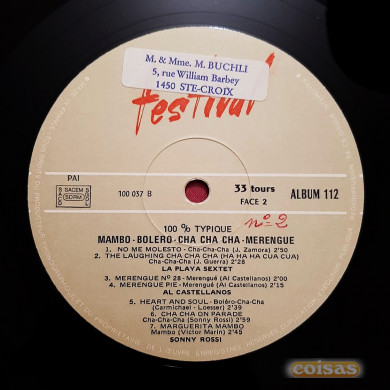 M. & Mme. M. BUCHLI
5, rue William Barbey
1450 STE-CROIX
festival
PAI
SACEM
SDRM
100 037 B
33 tours
FACE 2
ALBUM 112
n°-2
100 % TYPIQUE
MAMBO - BOLERO - CHA CHA CHA - MERENGUE
1. NO ME MOLESTO - Cha-Cha-Cha (J. Zamora) 2'50
2. THE LAUGHING CHA CHA CHA (HA HA HA CUA CUA)
Cha-Cha-Cha (J. Guerra) 2'28
LA PLAYA SEXTET
3. MERENGUE N° 28 - Merengué (Al Castellanos) 2'00
4. MERENGUE PIE - Merengué (Al Castellanos) 2'15
AL CASTELLANOS
5. HEART AND SOUL - Boléro-Cha-Cha
(Carmichael - Loesser) 2'39
6. CHA CHA ON PARADE
Cha-Cha-Cha (Sonny Rossi) 2'59
7. MARGUERITA MAMBO
Mambo (Victor Marin) 2'45
SONNY ROSSI
coisas